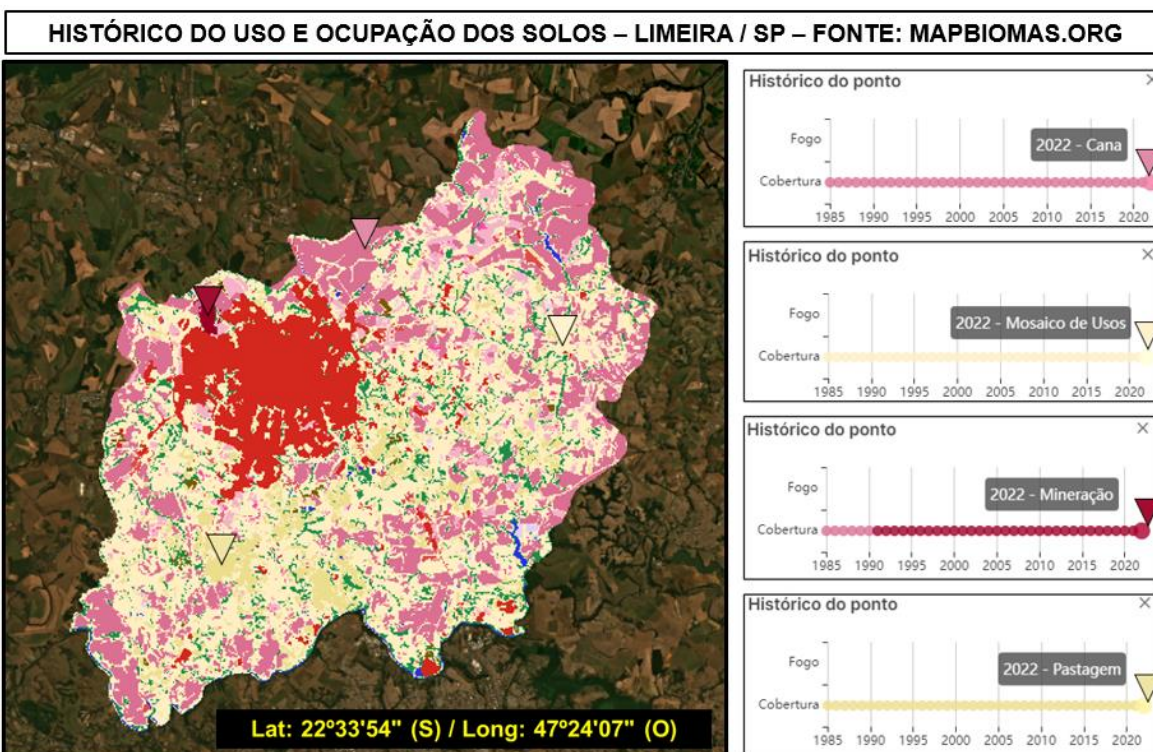 HISTÓRICO DO USO E OCUPAÇÃO DOS SOLOS – LIMEIRA / SP – FONTE: MAPBIOMAS.ORG
Histórico do ponto ×
Fogo
2022 - Cana
Cobertura
1985 1990 1995 2000 2005 2010 2015 2020
Histórico do ponto ×
Fogo
2022 - Mosaico de Usos
Cobertura
1985 1990 1995 2000 2005 2010 2015 2020
Histórico do ponto ×
Fogo
2022 - Mineração
Cobertura
1985 1990 1995 2000 2005 2010 2015 2020
Histórico do ponto ×
Fogo
2022 - Pastagem
Cobertura
1985 1990 1995 2000 2005 2010 2015 2020
Lat: 22º33'54" (S) / Long: 47º24'07" (O)